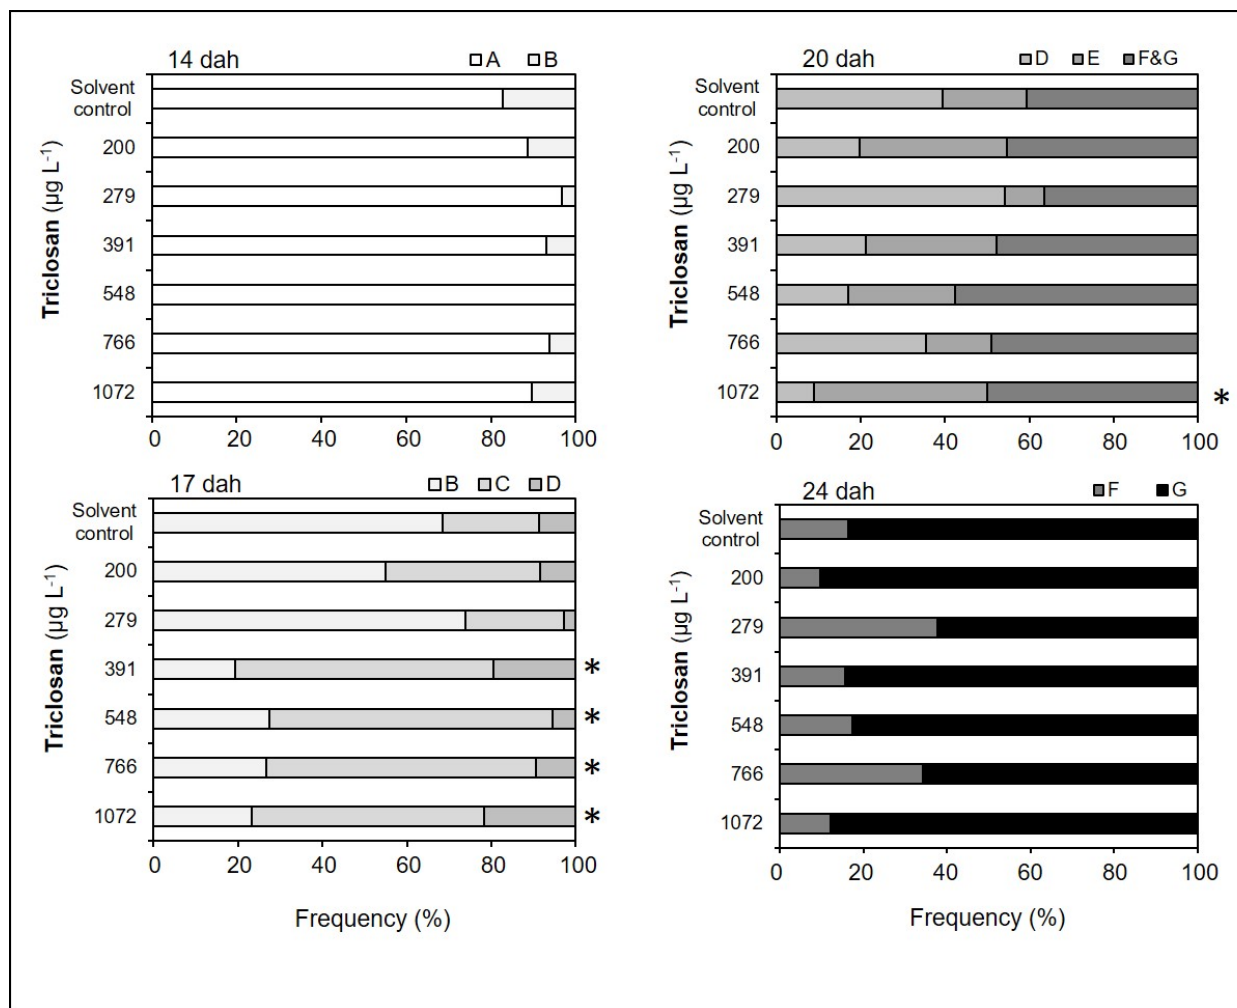 14 dah A B
Solvent control
200
279
391
548
766
1072
Triclosan (µg L-1)
0 20 40 60 80 100
20 dah D E F&G
Solvent control
200
279
391
548
766
1072 *
Triclosan (µg L-1)
0 20 40 60 80 100
17 dah B C D
Solvent control
200
279
391 *
548 *
766 *
1072 *
Triclosan (µg L-1)
0 20 40 60 80 100
Frequency (%)
24 dah F G
Solvent control
200
279
391
548
766
1072
Triclosan (µg L-1)
0 20 40 60 80 100
Frequency (%)